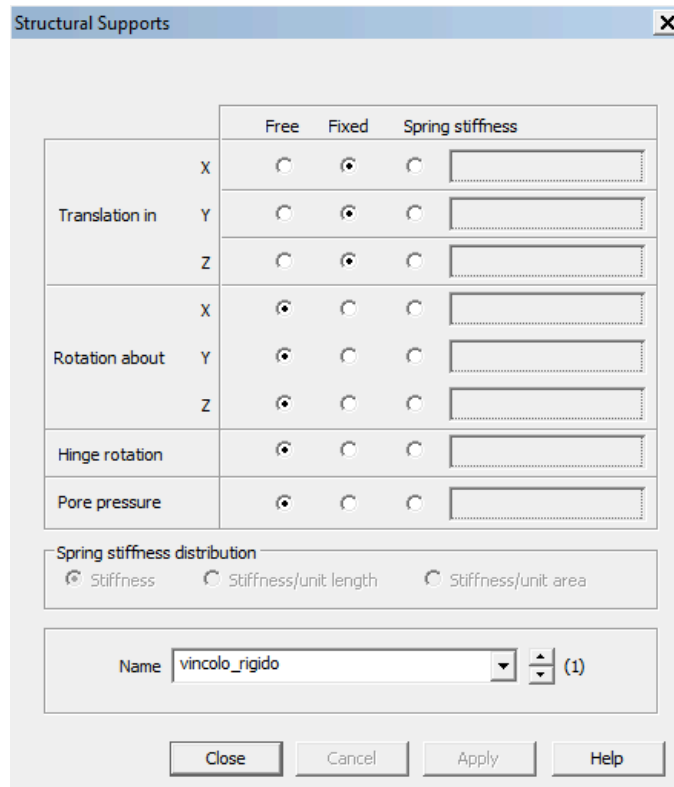 Structural Supports
Free Fixed Spring stiffness
X
Translation in Y
Z
X
Rotation about Y
Z
Hinge rotation
Pore pressure
Spring stiffness distribution
Stiffness Stiffness/unit length Stiffness/unit area
Name vincolo_rigido (1)
Close Cancel Apply Help